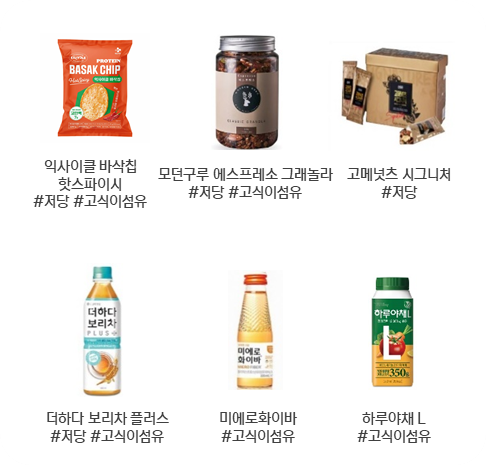 PROTEIN
BASAK CHIP
익사이클 바삭칩
핫스파이시
#저당 #고식이섬유
모던구루 에스프레소 그래놀라
#저당 #고식이섬유
고메넛츠 시그니처
#저당
더하다
보리차
PLUS
더하다 보리차 플러스
#저당 #고식이섬유
미에로
화이바
미에로화이바
#고식이섬유
하루야채L
L
350
하루야채 L
#고식이섬유